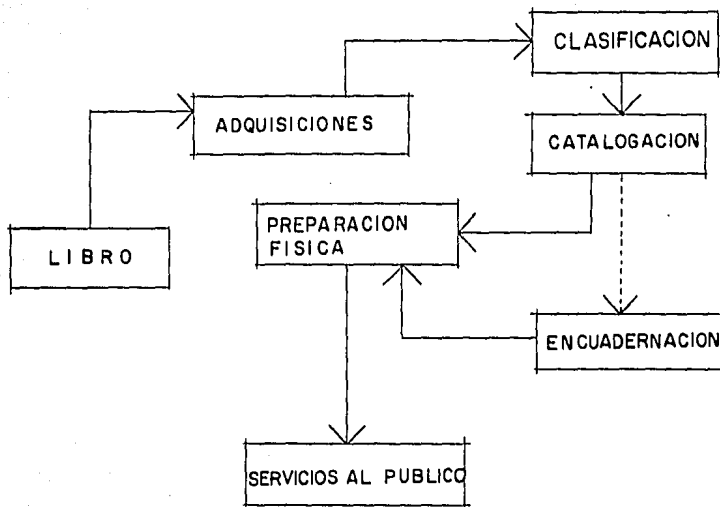 CLASIFICACION
ADQUISICIONES
CATALOGACION
PREPARACION
FISICA
LIBRO
ENCUADERNACION
SERVICIOS AL PUBLICO